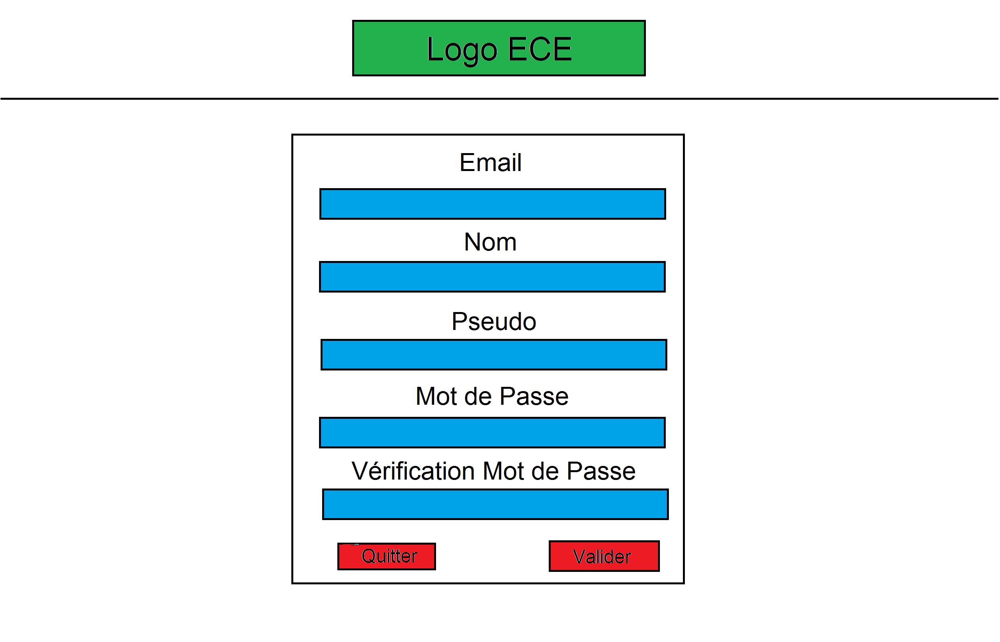 Logo ECE
Email
Nom
Pseudo
Mot de Passe
Vérification Mot de Passe
Quitter
Valider